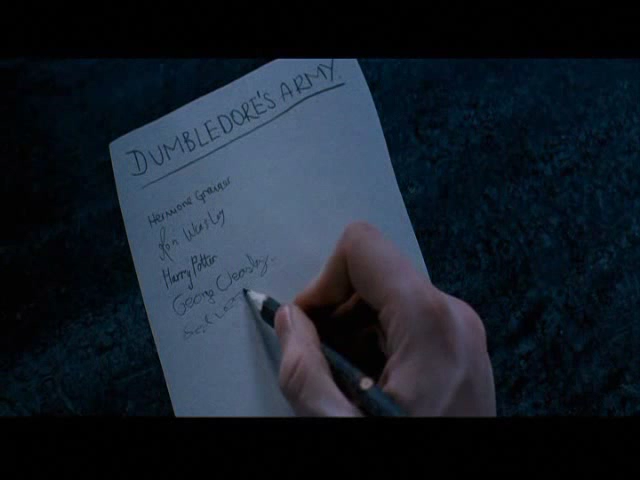 DUMBLEDORE'S ARMY
Hermione Granger
Ron Weasley
Harry Potter
George Weasley